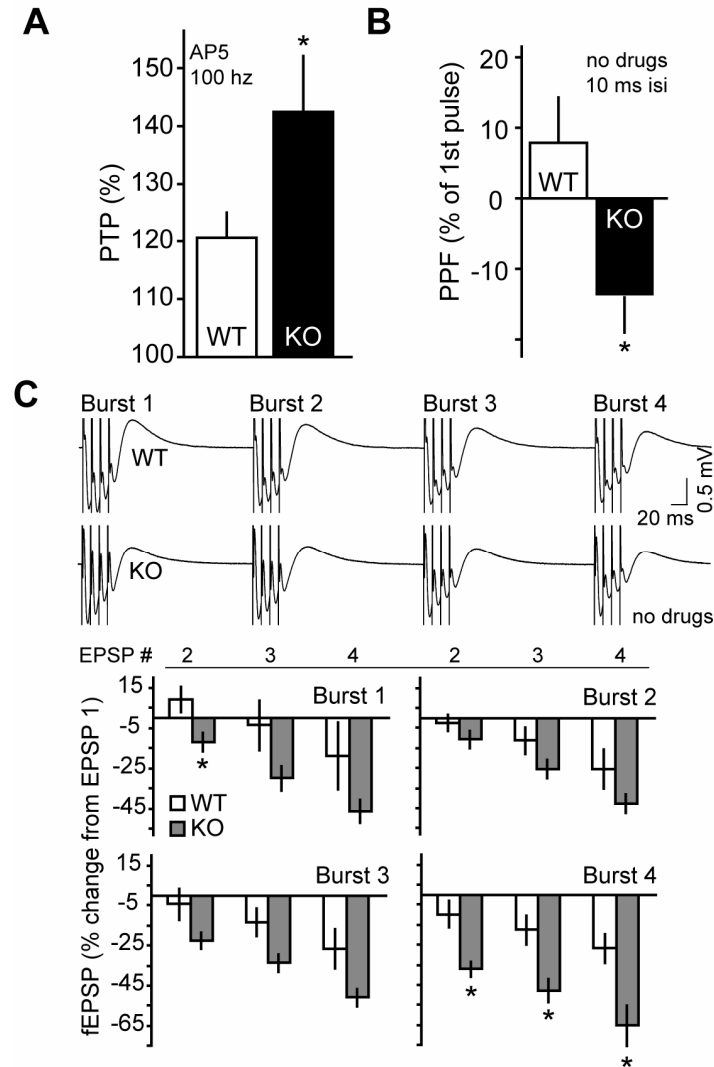 A
AP5
100 hz
*
150
140
130
120
110
100
PTP (%)
WT
KO
B
no drugs
10 ms isi
20
10
0
-10
PPF (% of 1st pulse)
WT
KO
*
C
Burst 1 Burst 2 Burst 3 Burst 4
WT
0.5 mV
20 ms
KO
no drugs
EPSP # 2 3 4 2 3 4
fEPSP (% change from EPSP 1)
15
-5
-25
-45
Burst 1
*
WT
KO
Burst 2
15
-5
-25
-45
-65
Burst 3
Burst 4
* * *